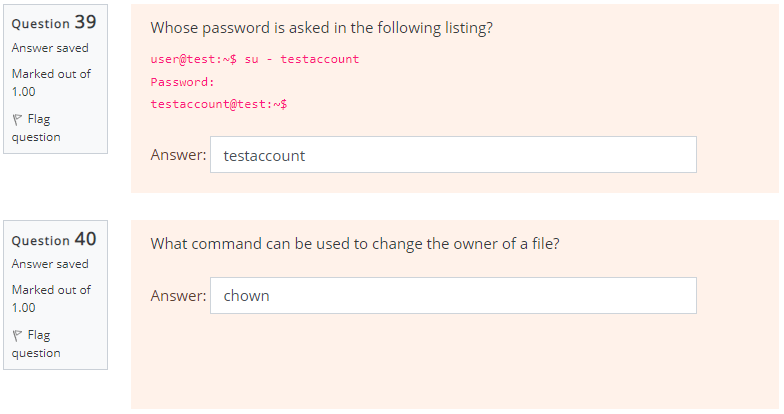 Question 39
Answer saved
Marked out of
1.00
Flag
question
Whose password is asked in the following listing?
user@test:~$ su - testaccount
Password:
testaccount@test:~$
Answer: testaccount
Question 40
Answer saved
Marked out of
1.00
Flag
question
What command can be used to change the owner of a file?
Answer: chown